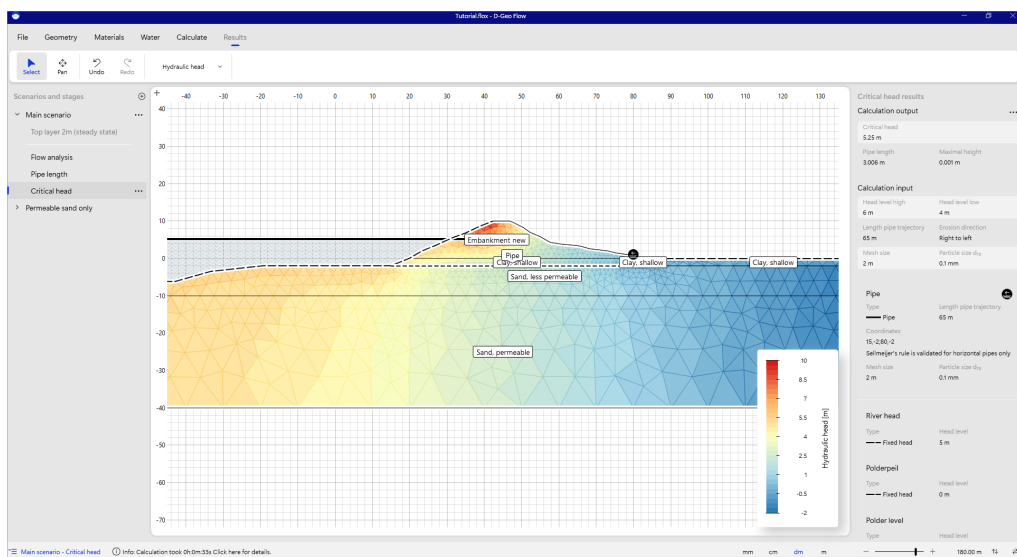 Tutorial.flox - D-Geo Flow
File Geometry Materials Water Calculate Results
Select Pan Undo Redo Hydraulic head
Scenarios and stages
Main scenario
Top layer 2m (steady state)
Flow analysis
Pipe length
Critical head
Permeable sand only
-40 -30 -20 -10 0 10 20 30 40 50 60 70 80 90 100 110 120 130
40
30
20
10
0
-10
-20
-30
-40
-50
-60
-70
Embankment new
Pipe
Clay, shallow
Clay, shallow
Clay, shallow
Sand, less permeable
Sand, permeable
10
8.5
7
5.5
4
2.5
1
-0.5
-2
Hydraulic head [m]
Critical head results
Calculation output
Critical head
5.25 m
Pipe length Maximal height
3.006 m 0.001 m
Calculation input
Head level high Head level low
6 m 4 m
Length pipe trajectory Erosion direction
65 m Right to left
Mesh size Particle size d₇₀
2 m 0.1 mm
Pipe
Type Length pipe trajectory
Pipe 65 m
Coordinates
15,-2;80,-2
Sellmeijer's rule is validated for horizontal pipes only
Mesh size Particle size d₇₀
2 m 0.1 mm
River head
Type Head level
Fixed head 5 m
Polderpeil
Type Head level
Fixed head 0 m
Polder level
Type Head level
Main scenario - Critical head Info: Calculation took 0h:0m:33s Click here for details. mm cm dm m 180.00 m